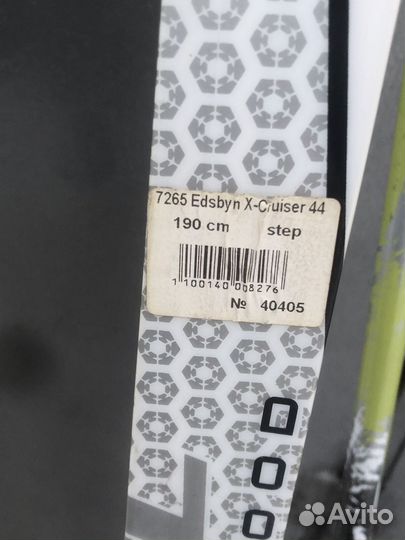 7265 Edsbyn X-Cruiser 44
190 cm step
1 100140 008276
№ 40405
Avito